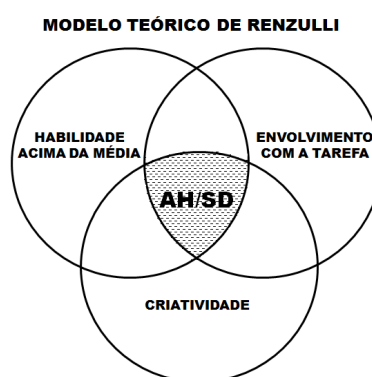 MODELO TEÓRICO DE RENZULLI
HABILIDADE
ACIMA DA MÉDIA
ENVOLVIMENTO
COM A TAREFA
AH/SD
CRIATIVIDADE